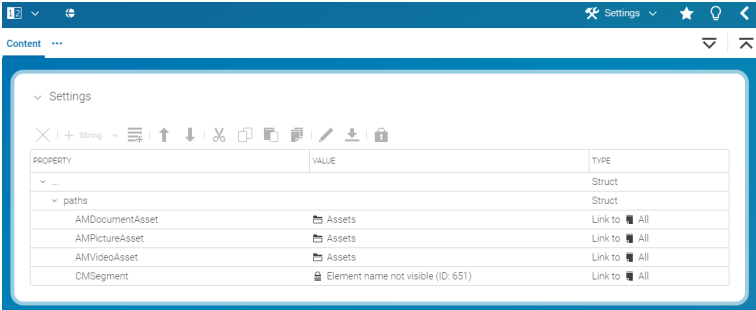 12
Settings
Content ...
Settings
+ String
PROPERTY VALUE TYPE
... Struct
paths Struct
AMDocumentAsset Assets Link to All
AMPictureAsset Assets Link to All
AMVideoAsset Assets Link to All
CMSegment Element name not visible (ID: 651) Link to All